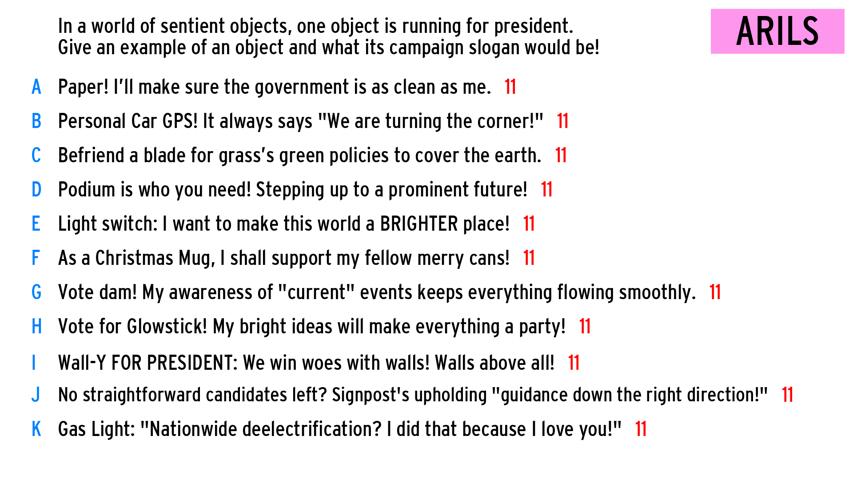 In a world of sentient objects, one object is running for president.
Give an example of an object and what its campaign slogan would be!
ARILS
A Paper! I'll make sure the government is as clean as me. 11
B Personal Car GPS! It always says "We are turning the corner!" 11
C Befriend a blade for grass's green policies to cover the earth. 11
D Podium is who you need! Stepping up to a prominent future! 11
E Light switch: I want to make this world a BRIGHTER place! 11
F As a Christmas Mug, I shall support my fellow merry cans! 11
G Vote dam! My awareness of "current" events keeps everything flowing smoothly. 11
H Vote for Glowstick! My bright ideas will make everything a party! 11
I Wall-Y FOR PRESIDENT: We win woes with walls! Walls above all! 11
J No straightforward candidates left? Signpost's upholding "guidance down the right direction!" 11
K Gas Light: "Nationwide deelectrification? I did that because I love you!" 11